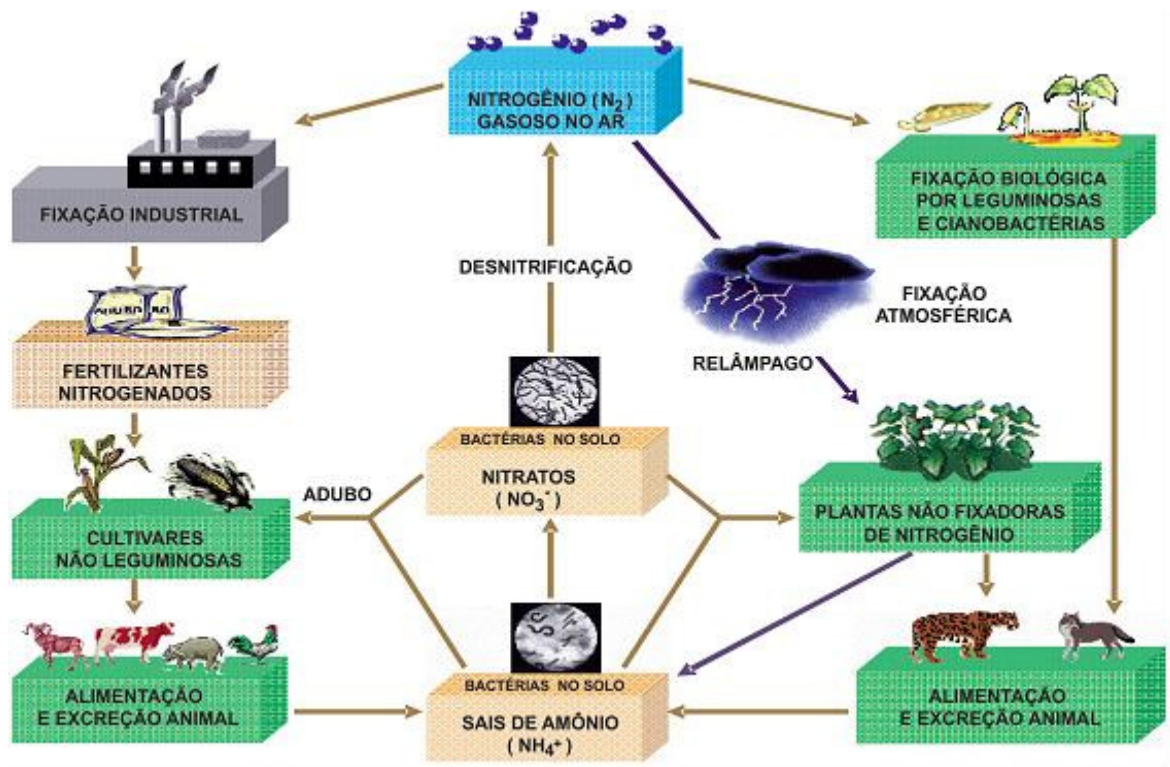 NITROGÊNIO ( N2 )
GASOSO NO AR
FIXAÇÃO INDUSTRIAL
FIXAÇÃO BIOLÓGICA
POR LEGUMINOSAS
E CIANOBACTÉRIAS
DESNITRIFICAÇÃO
FIXAÇÃO
ATMOSFÉRICA
RELÂMPAGO
ADUBO
FERTILIZANTES
NITROGENADOS
BACTÉRIAS NO SOLO
NITRATOS
( NO3- )
ADUBO
CULTIVARES
NÃO LEGUMINOSAS
PLANTAS NÃO FIXADORAS
DE NITROGÊNIO
BACTÉRIAS NO SOLO
SAIS DE AMÔNIO
( NH4+ )
ALIMENTAÇÃO
E EXCREÇÃO ANIMAL
ALIMENTAÇÃO
E EXCREÇÃO ANIMAL